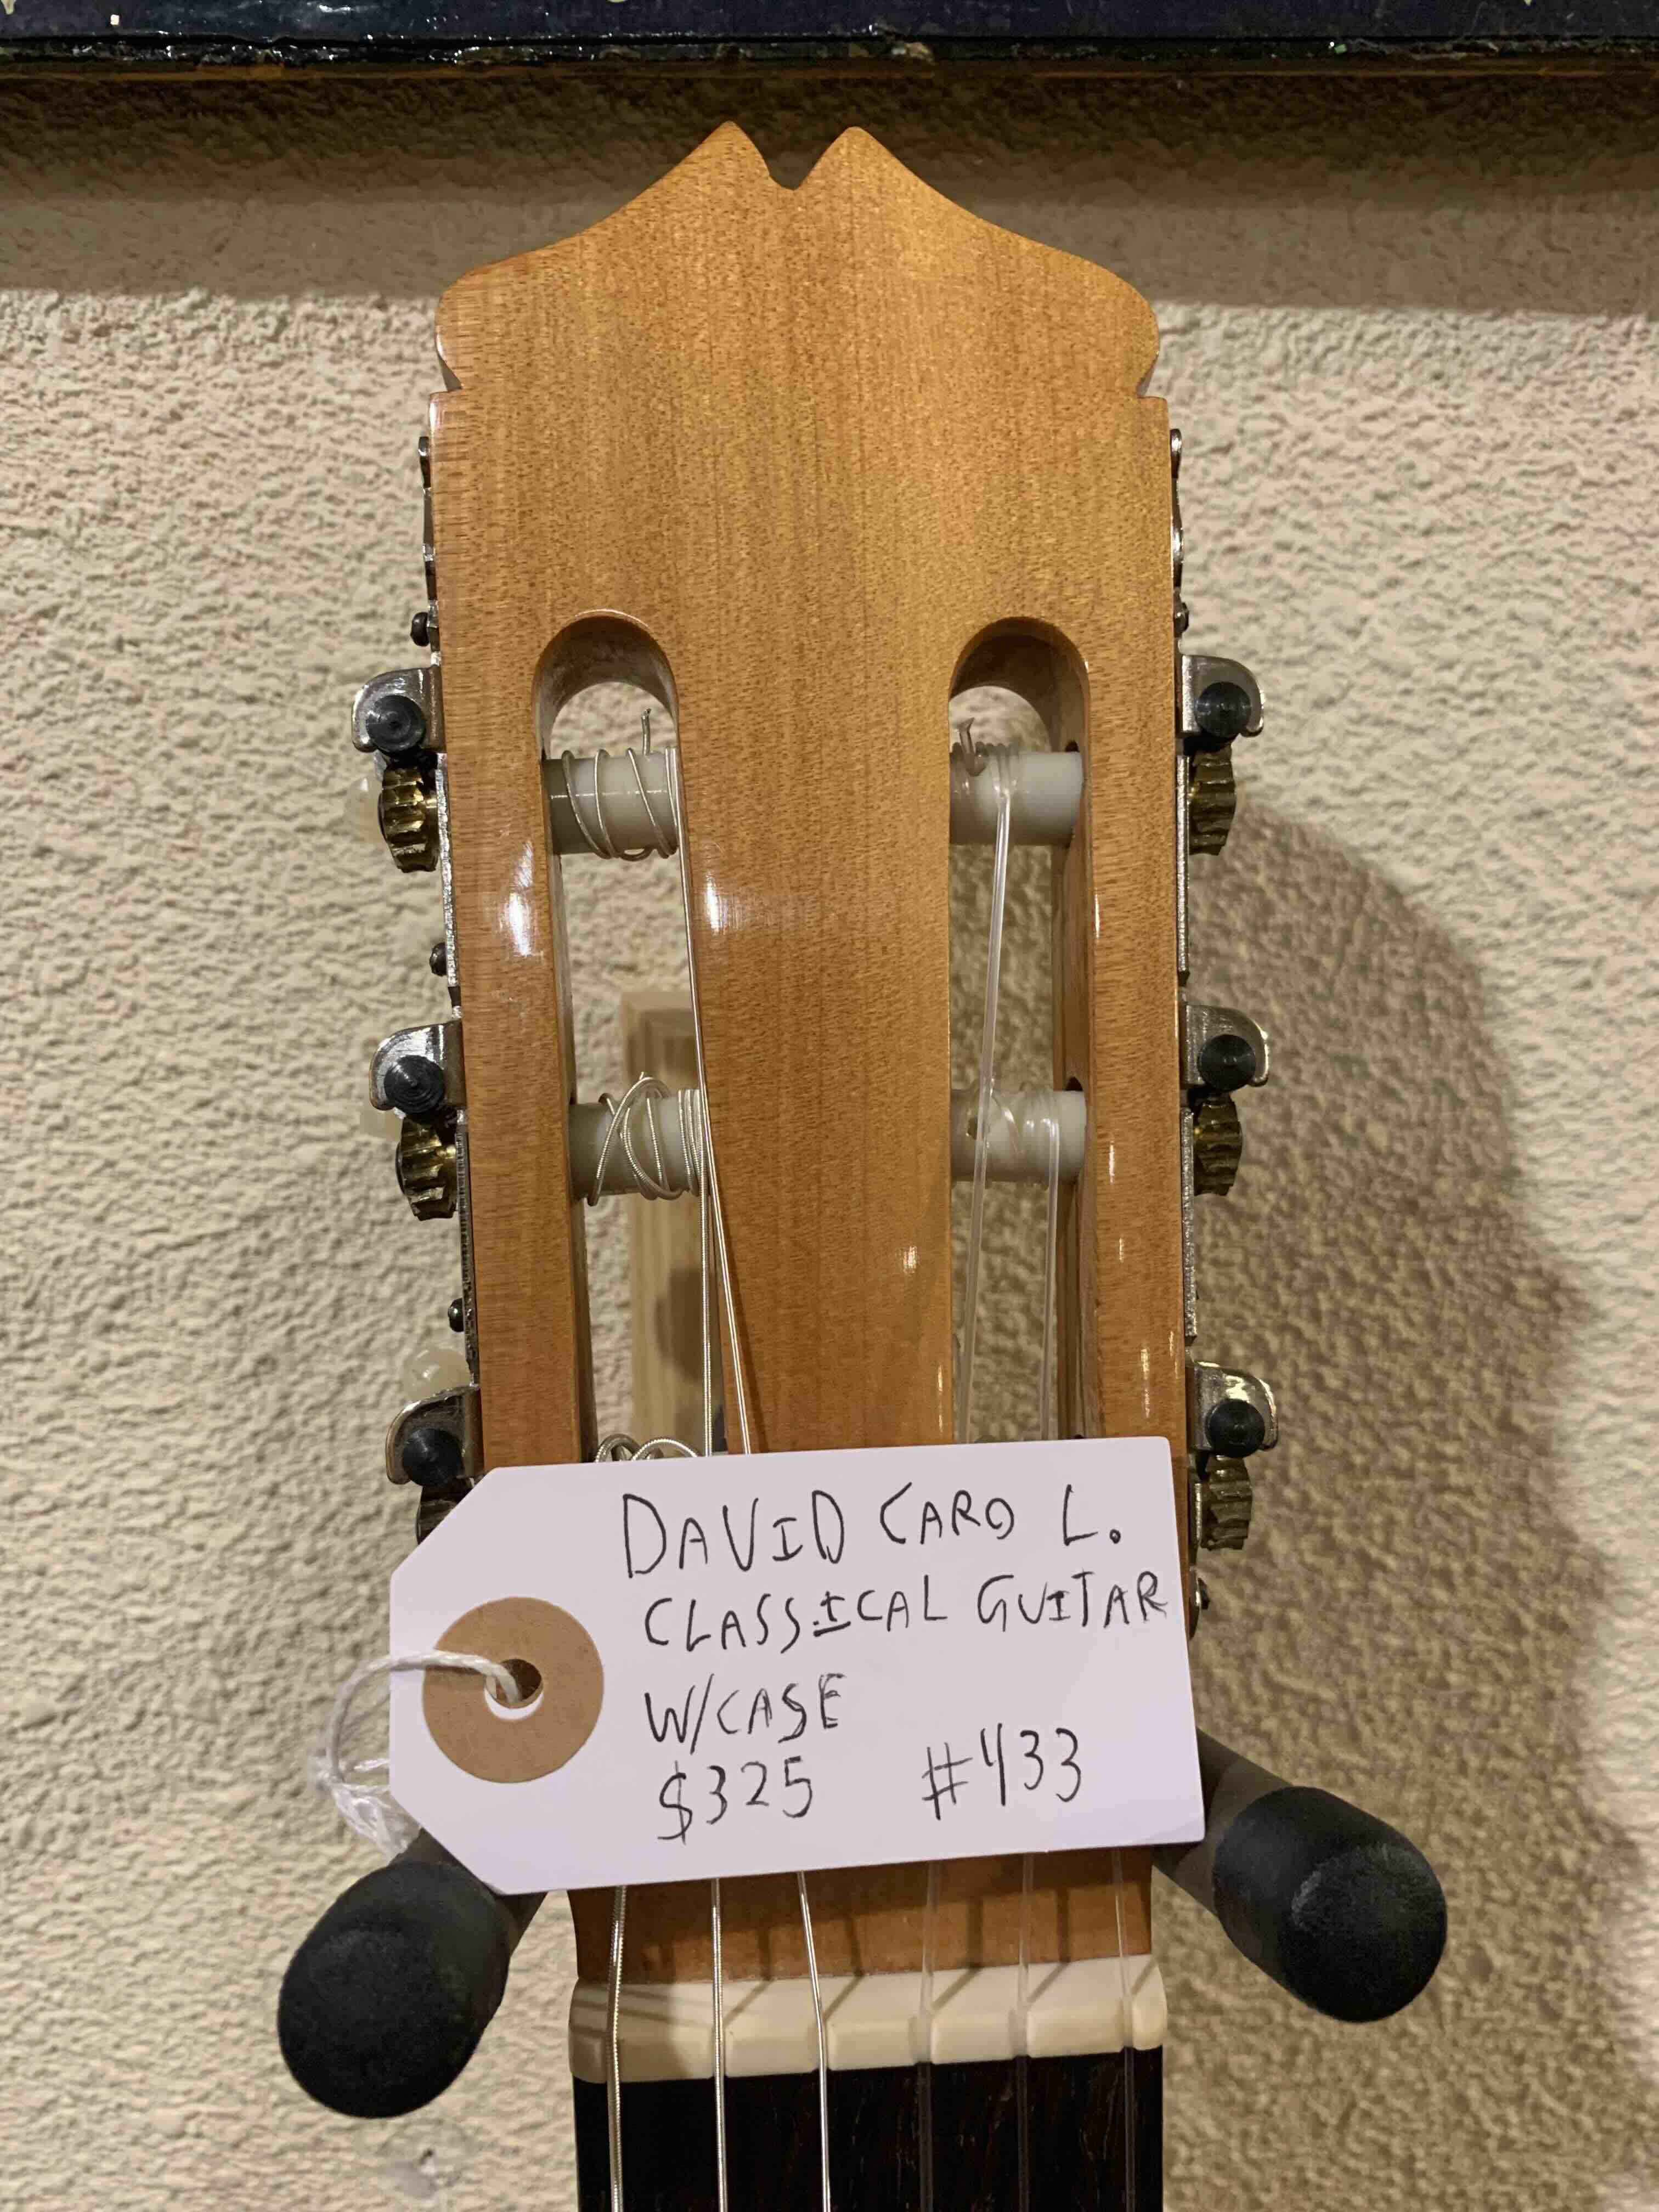 DAVID CARO L.
CLASSICAL GUITAR
W/CASE
$325 #433